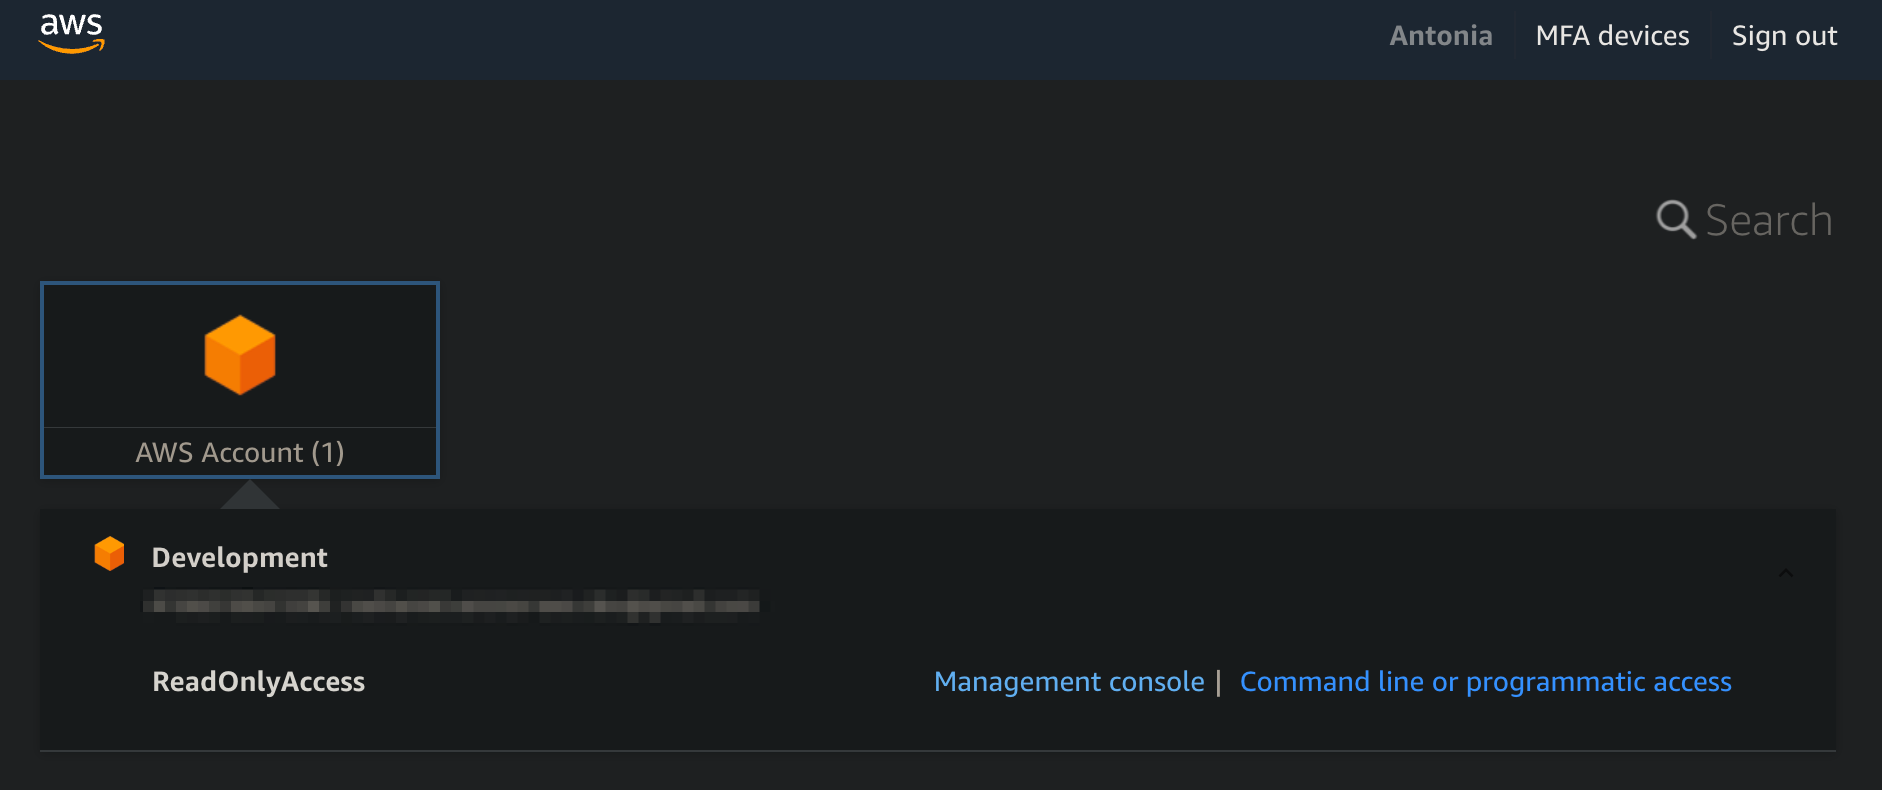 aws
Antonia
MFA devices
Sign out
Search
AWS Account (1)
Development
ReadOnlyAccess
Management console | Command line or programmatic access